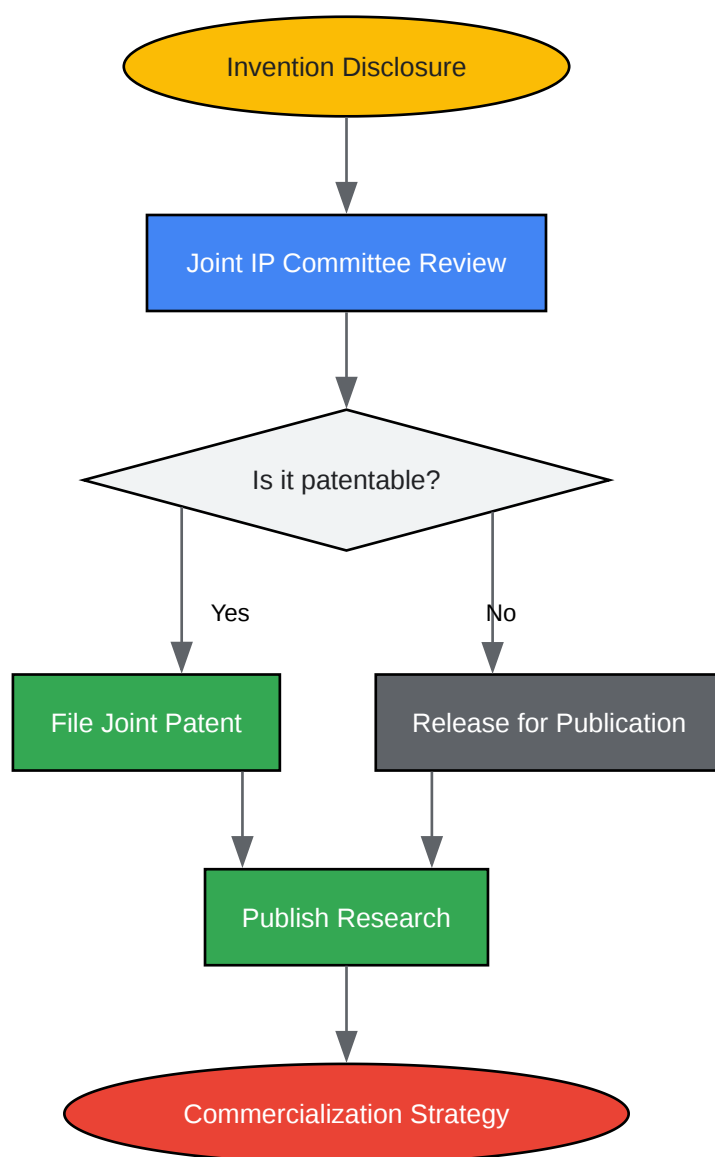 Invention Disclosure
Joint IP Committee Review
Is it patentable?
Yes
No
File Joint Patent
Release for Publication
Publish Research
Commercialization Strategy